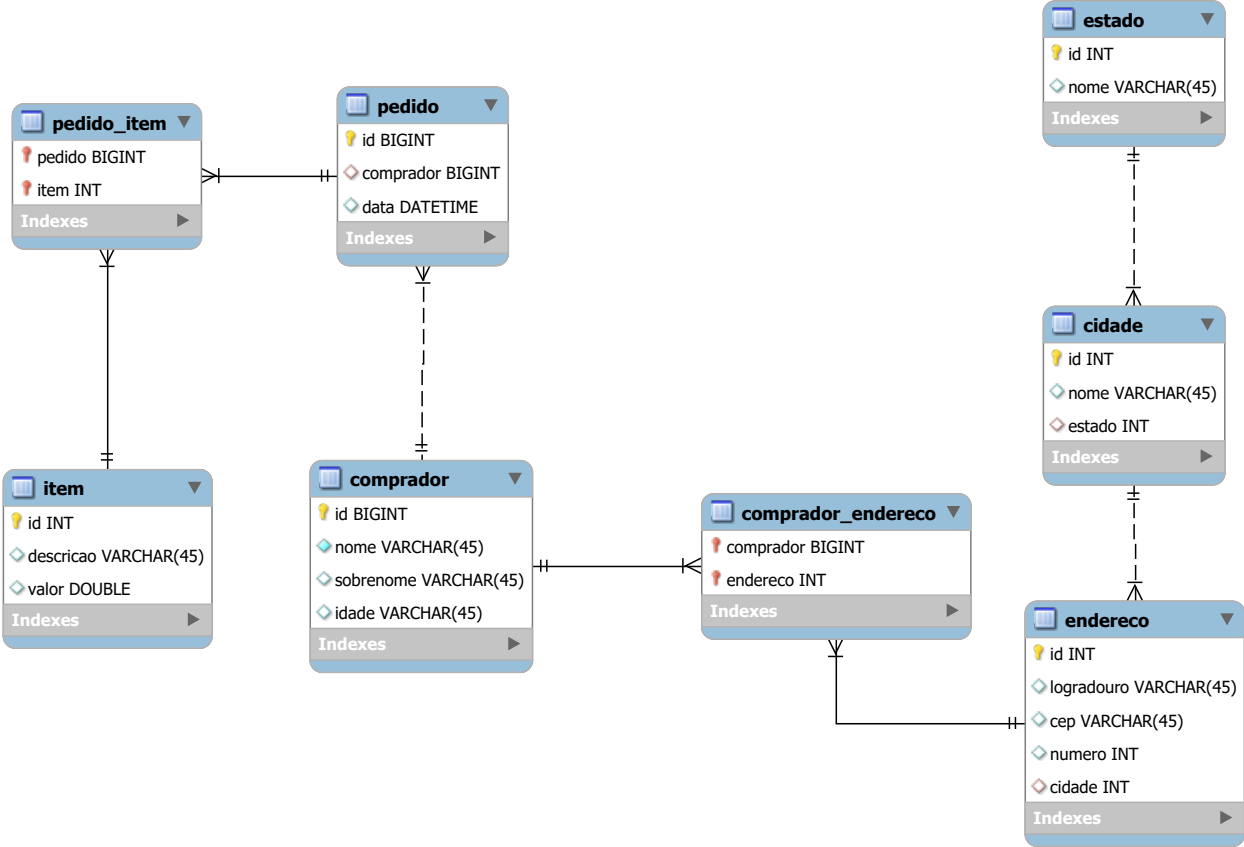 estado
id INT
nome VARCHAR(45)
Indexes
pedido_item
pedido BIGINT
item INT
Indexes
pedido
id BIGINT
comprador BIGINT
data DATETIME
Indexes
cidade
id INT
nome VARCHAR(45)
estado INT
Indexes
item
id INT
descricao VARCHAR(45)
valor DOUBLE
Indexes
comprador
id BIGINT
nome VARCHAR(45)
sobrenome VARCHAR(45)
idade VARCHAR(45)
Indexes
comprador_endereco
comprador BIGINT
endereco INT
Indexes
endereco
id INT
logradouro VARCHAR(45)
cep VARCHAR(45)
numero INT
cidade INT
Indexes